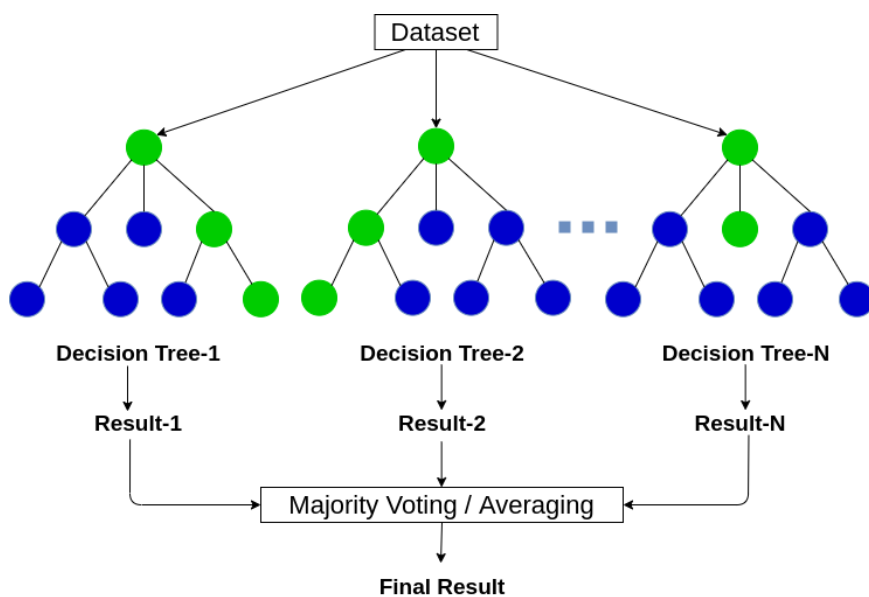 Dataset
Decision Tree-1
Decision Tree-2
Decision Tree-N
Result-1
Result-2
Result-N
Majority Voting / Averaging
Final Result